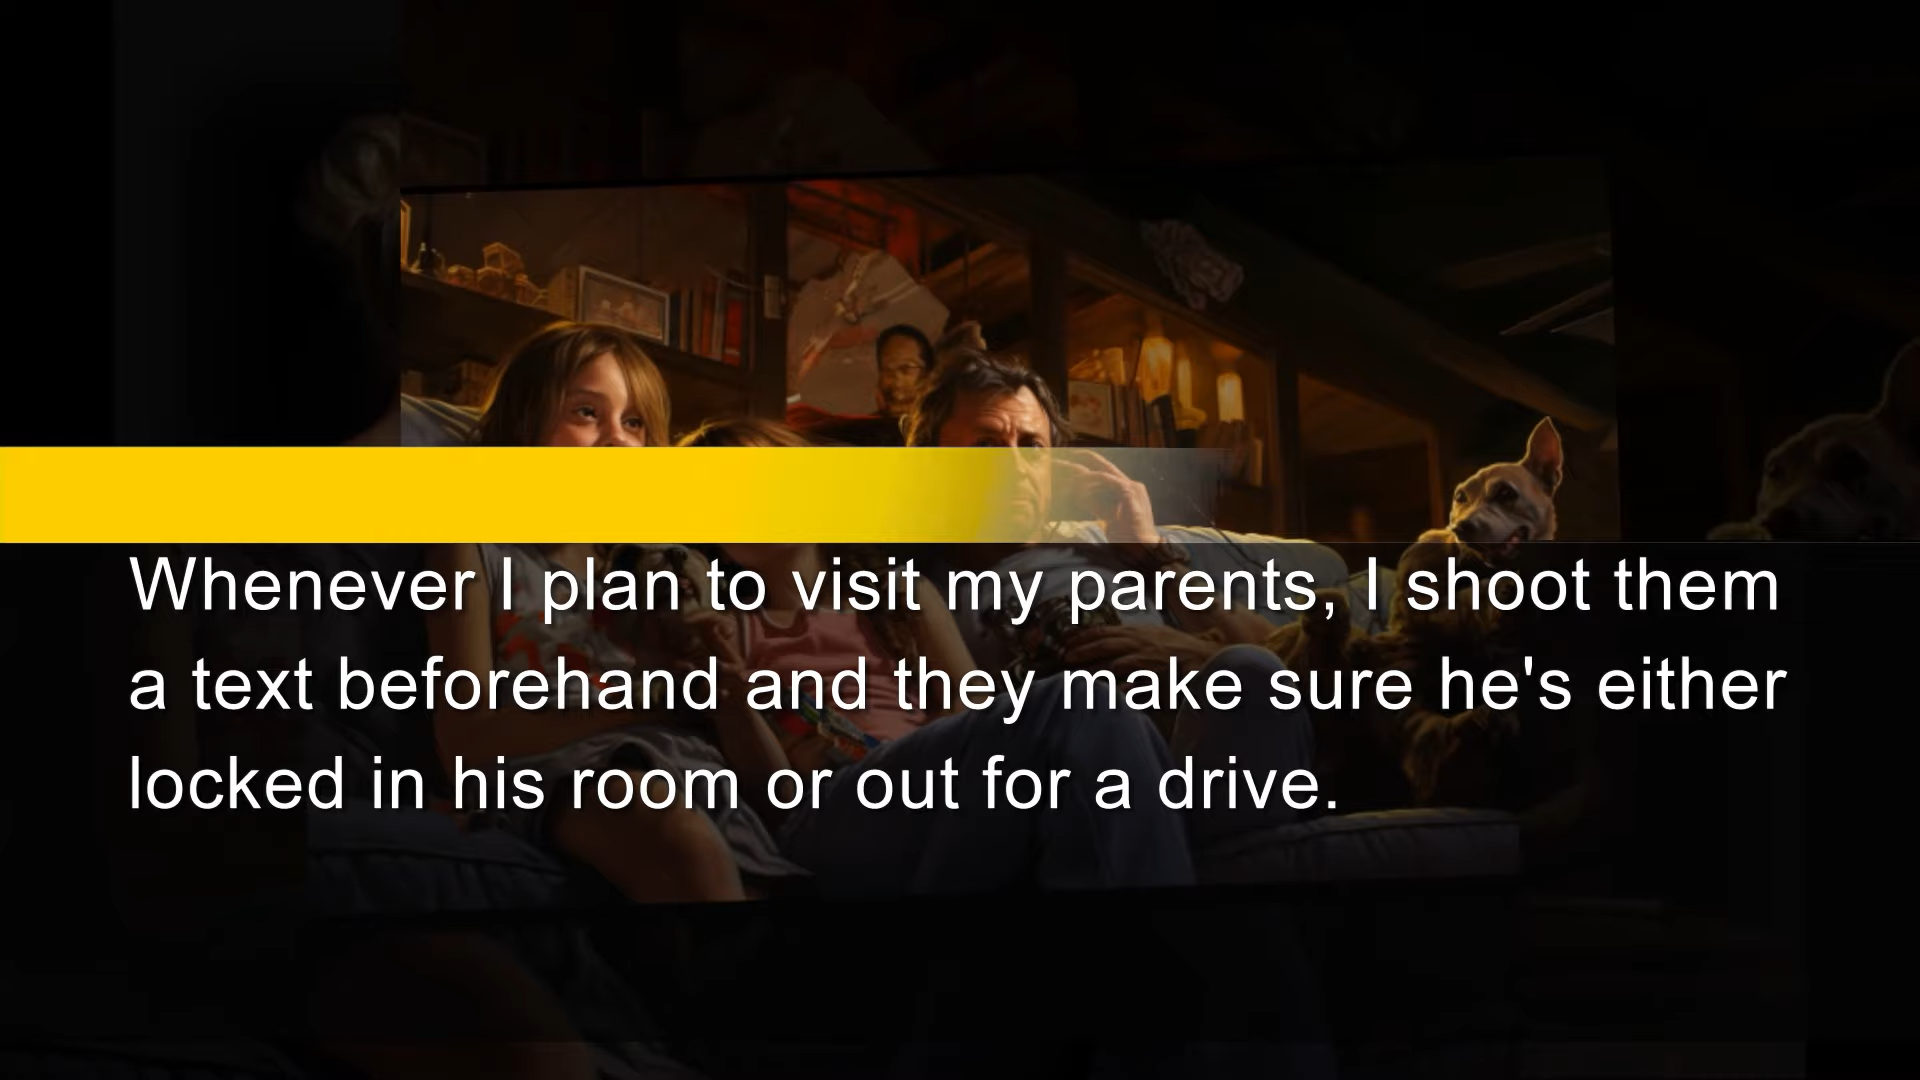 Whenever I plan to visit my parents, I shoot them
a text beforehand and they make sure he's either
locked in his room or out for a drive.